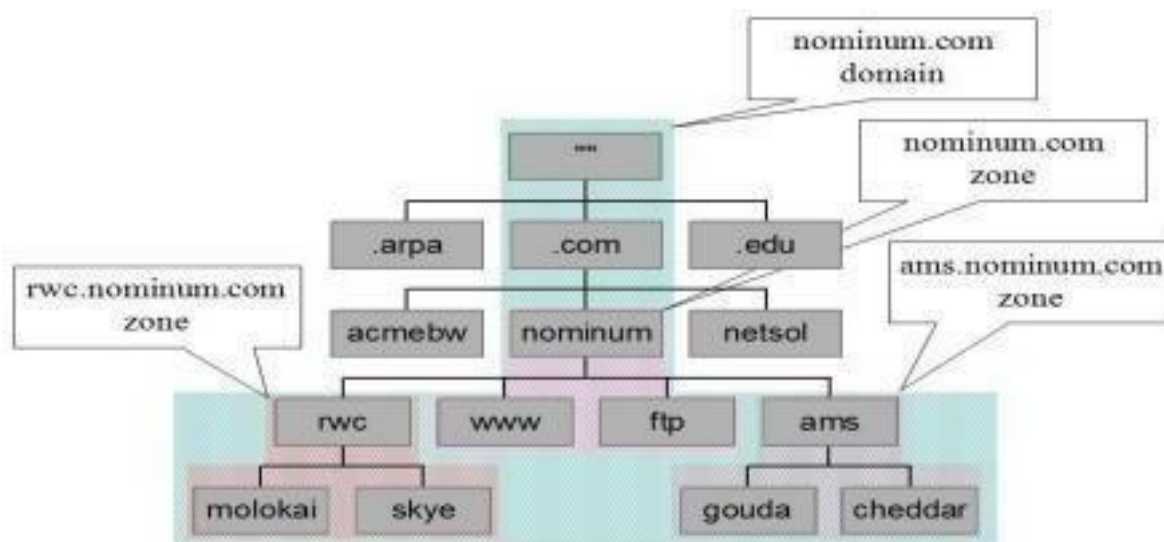 nominum.com
domain
""
nominum.com
zone
.arpa
.com
.edu
rwc.nominum.com
zone
ams.nominum.com
zone
acmebw
nominum
netsol
rwc
www
ftp
ams
molokai
skye
gouda
cheddar